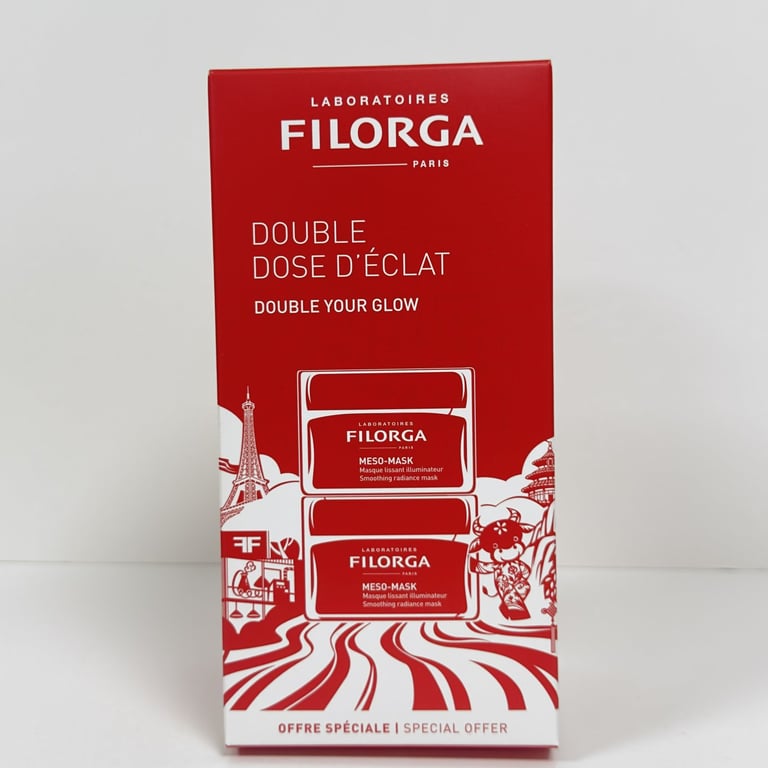 LABORATOIRES
FILORGA
PARIS
DOUBLE
DOSE D'ÉCLAT
DOUBLE YOUR GLOW
LABORATOIRES
FILORGA
PARIS
MESO-MASK
Masque lissant illuminateur
Smoothing radiance mask
LABORATOIRES
FILORGA
PARIS
MESO-MASK
Masque lissant illuminateur
Smoothing radiance mask
FF
OFFRE SPÉCIALE | SPECIAL OFFER